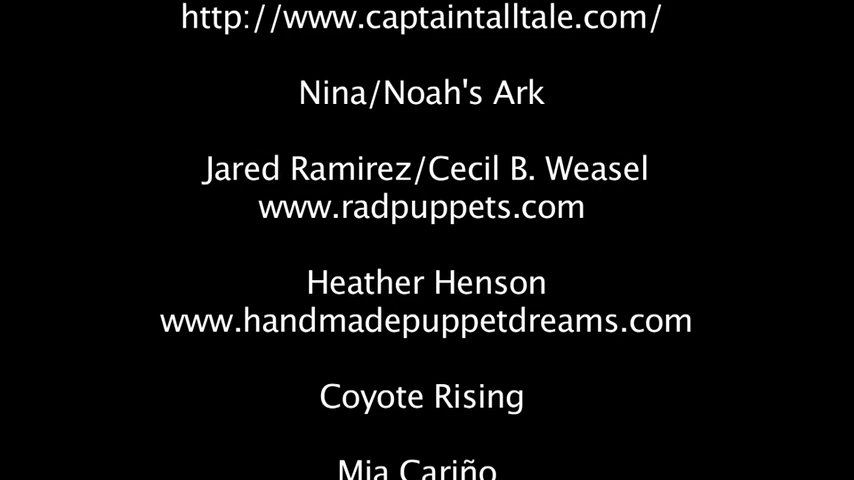 http://www.captaintalltale.com/
Nina/Noah's Ark
Jared Ramirez/Cecil B. Weasel
www.radpuppets.com
Heather Henson
www.handmadepuppetdreams.com
Coyote Rising
Mia Cariño